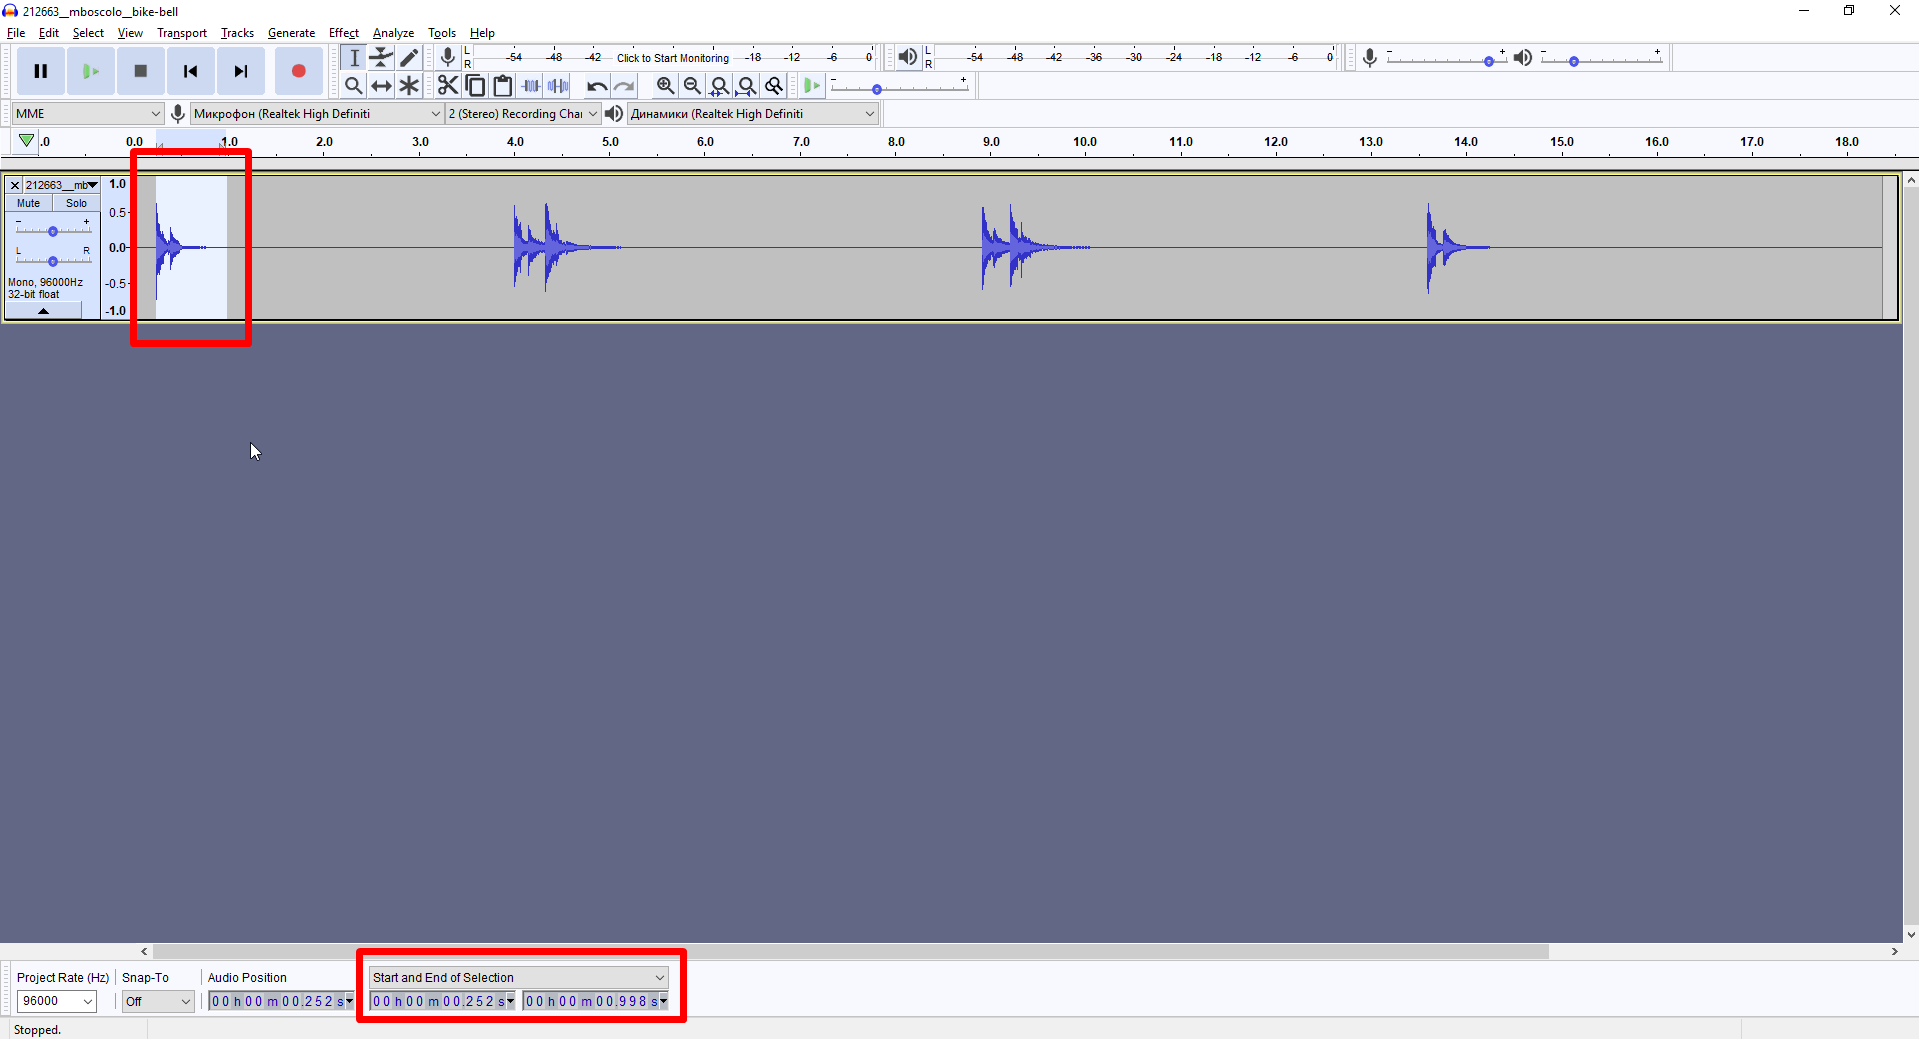 212663__mboscolo__bike-bell
File Edit Select View Transport Tracks Generate Effect Analyze Tools Help
L R -54 -48 -42 Click to Start Monitoring -18 -12 -6 0 L R -54 -48 -42 -36 -30 -24 -18 -12 -6 0 - + - +
- +
MME Микрофон (Realtek High Definiti 2 (Stereo) Recording Chai Динамики (Realtek High Definiti
.0 0.0 1.0 2.0 3.0 4.0 5.0 6.0 7.0 8.0 9.0 10.0 11.0 12.0 13.0 14.0 15.0 16.0 17.0 18.0
212663__mb 1.0
Mute Solo 0.5
- +
L R 0.0
Mono, 96000Hz -0.5
32-bit float
-1.0
Project Rate (Hz) Snap-To Audio Position Start and End of Selection
96000 Off 00 h 00 m 00.252 s 00 h 00 m 00.252 s 00 h 00 m 00.998 s
Stopped.